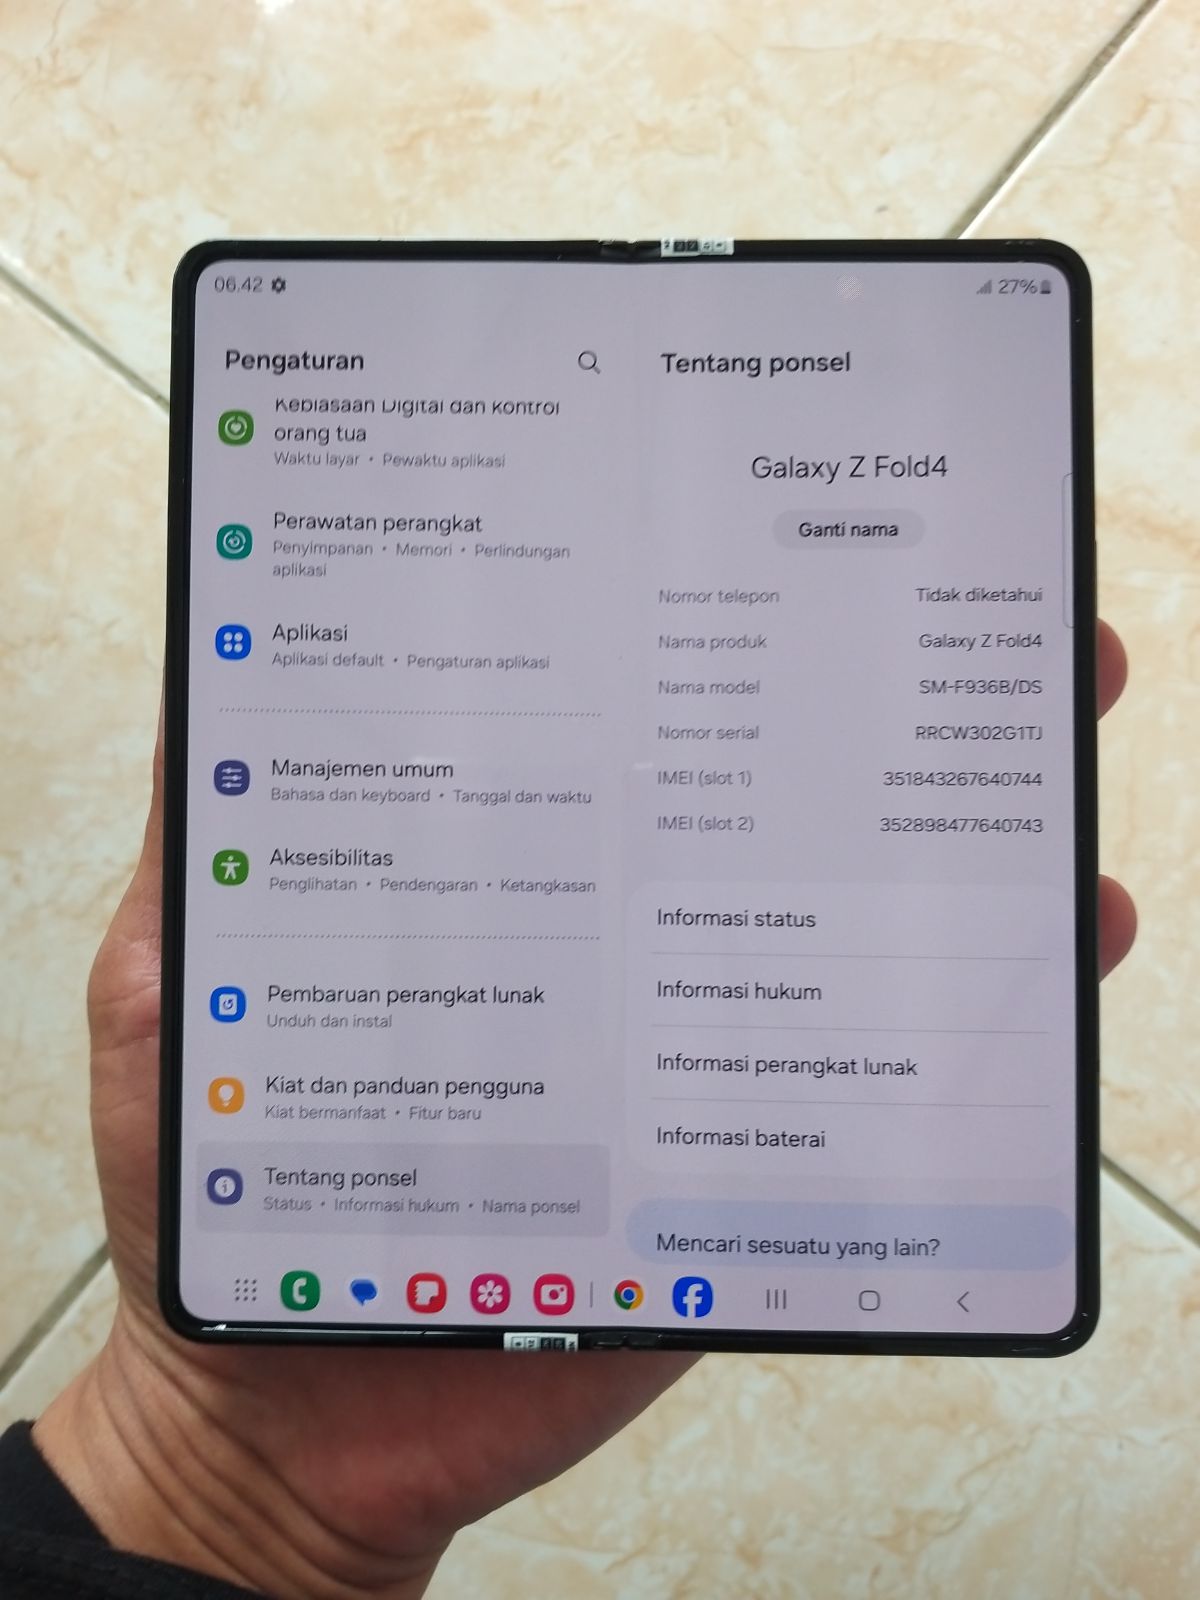 06.42
27%
Pengaturan
Kebiasaan Digital dan kontrol
orang tua
Waktu layar • Pewaktu aplikasi
Perawatan perangkat
Penyimpanan • Memori • Perlindungan
aplikasi
Aplikasi
Aplikasi default • Pengaturan aplikasi
Manajemen umum
Bahasa dan keyboard • Tanggal dan waktu
Aksesibilitas
Penglihatan • Pendengaran • Ketangkasan
Pembaruan perangkat lunak
Unduh dan instal
Kiat dan panduan pengguna
Kiat bermanfaat • Fitur baru
Tentang ponsel
Status • Informasi hukum • Nama ponsel
Tentang ponsel
Galaxy Z Fold4
Ganti nama
Nomor telepon Tidak diketahui
Nama produk Galaxy Z Fold4
Nama model SM-F936B/DS
Nomor serial RRCW302G1TJ
IMEI (slot 1) 351843267640744
IMEI (slot 2) 352898477640743
Informasi status
Informasi hukum
Informasi perangkat lunak
Informasi baterai
Mencari sesuatu yang lain?